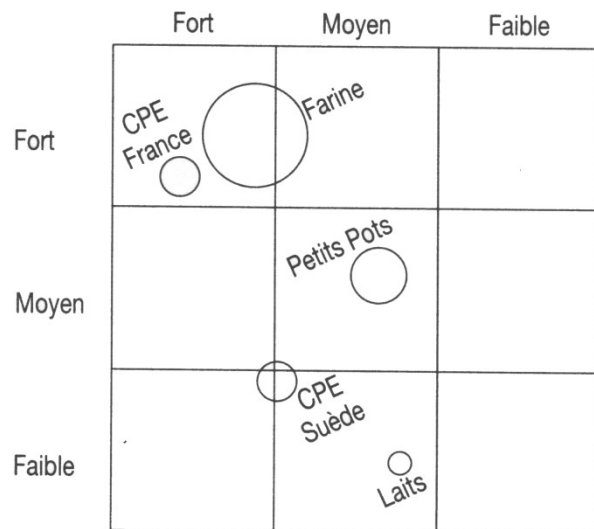 Fort Moyen Faible
Fort
CPE
France
Farine
Moyen
Petits Pots
CPE
Suède
Faible
Laits